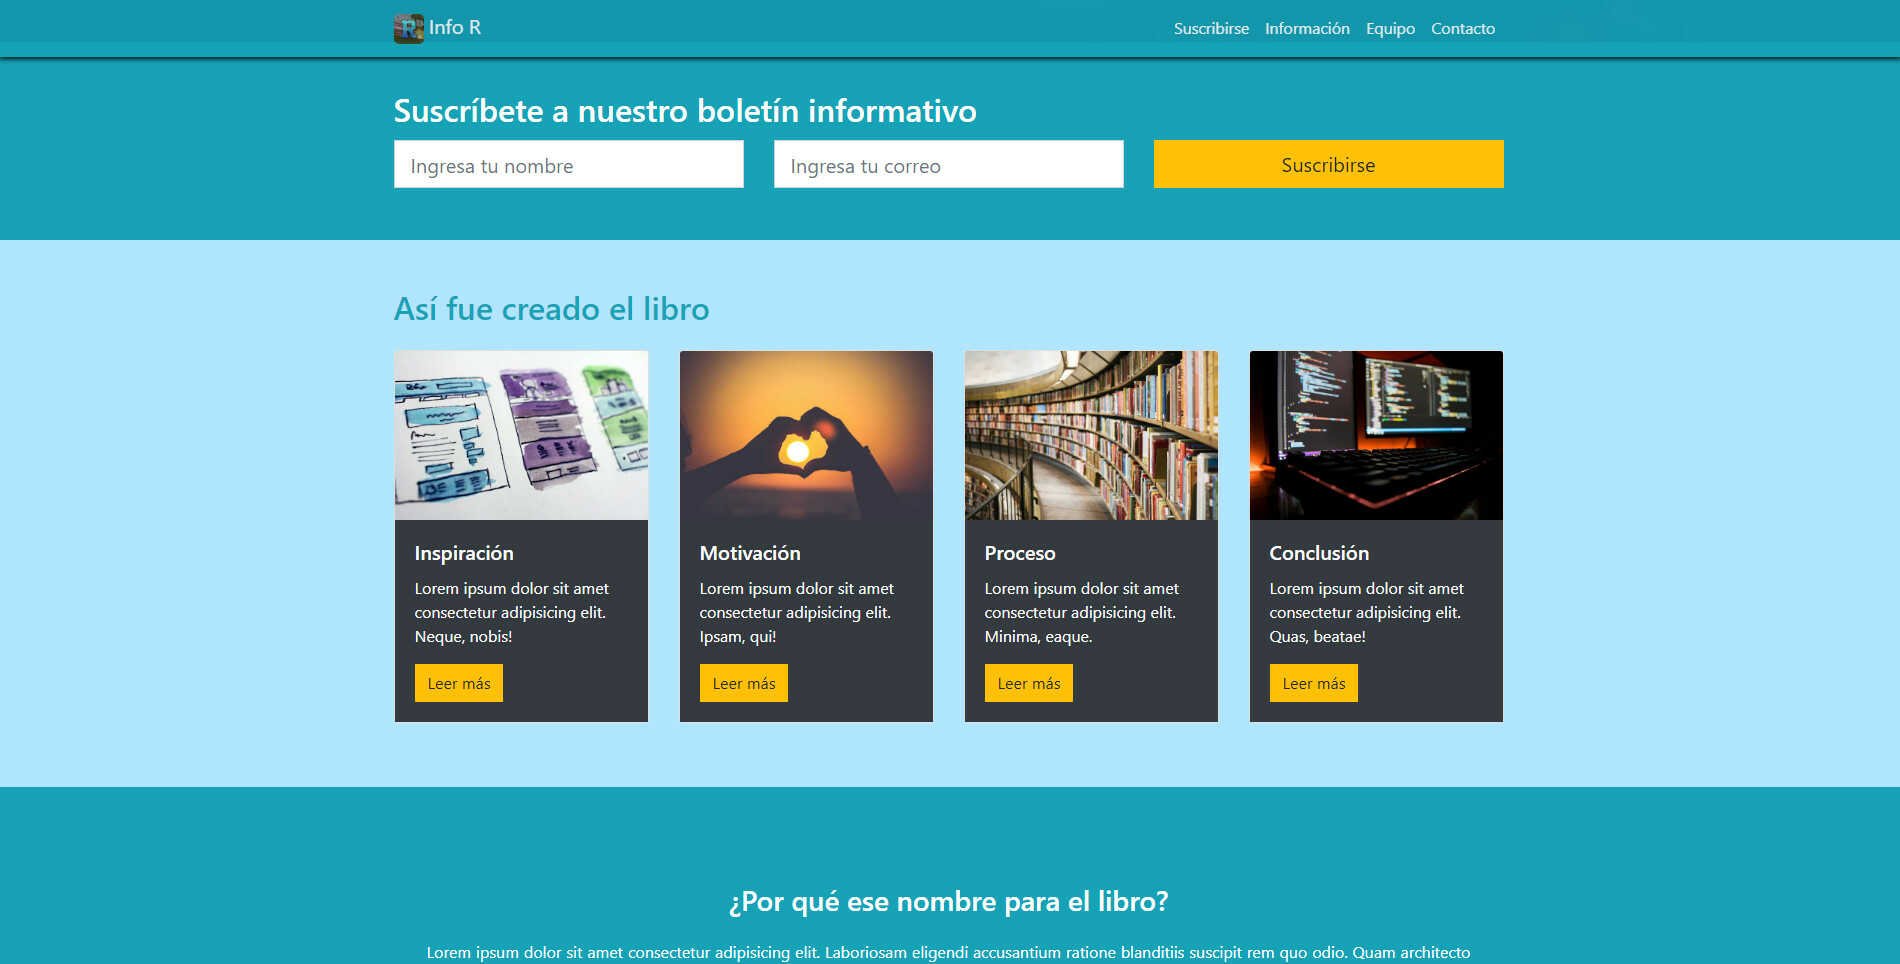 Info R
Suscribirse Información Equipo Contacto
Suscríbete a nuestro boletín informativo
Ingresa tu nombre
Ingresa tu correo
Suscribirse
Así fue creado el libro
Inspiración
Lorem ipsum dolor sit amet
consectetur adipisicing elit.
Neque, nobis!
Leer más
Motivación
Lorem ipsum dolor sit amet
consectetur adipisicing elit.
Ipsam, qui!
Leer más
Proceso
Lorem ipsum dolor sit amet
consectetur adipisicing elit.
Minima, eaque.
Leer más
Conclusión
Lorem ipsum dolor sit amet
consectetur adipisicing elit.
Quas, beatae!
Leer más
¿Por qué ese nombre para el libro?
Lorem ipsum dolor sit amet consectetur adipisicing elit. Laboriosam eligendi accusantium ratione blanditiis suscipit rem quo odio. Quam architecto